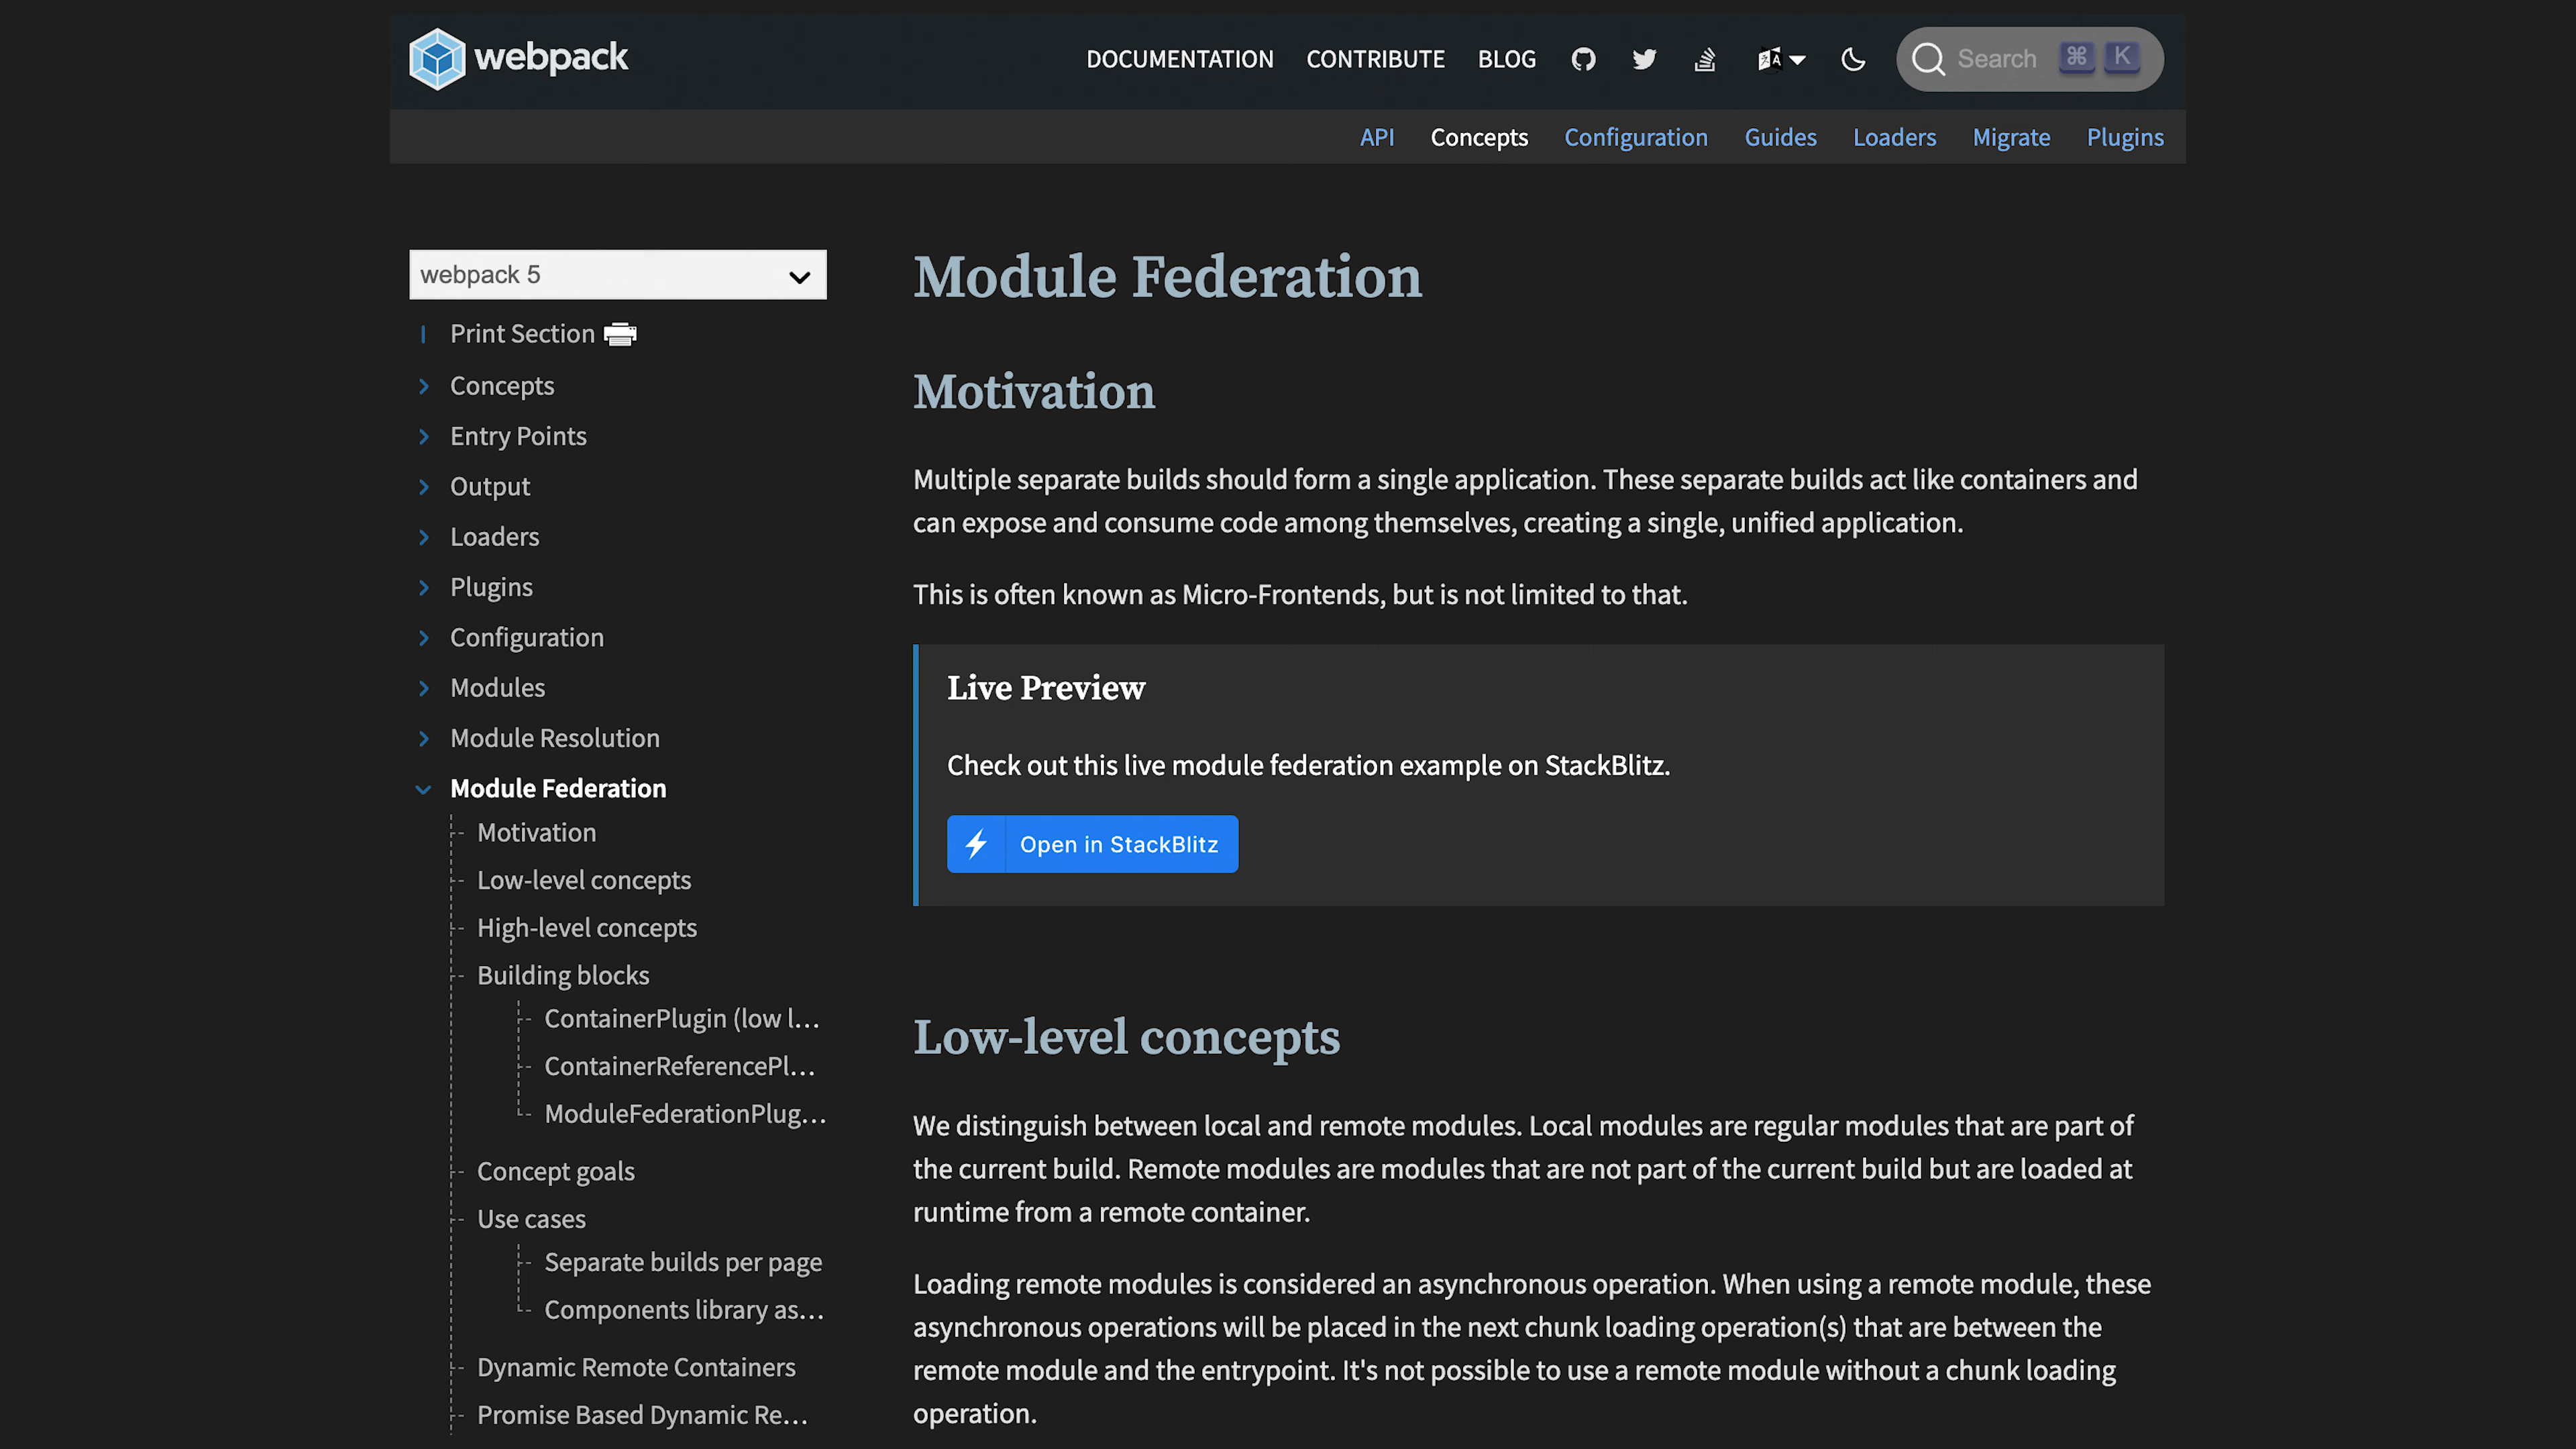 webpack
DOCUMENTATION CONTRIBUTE BLOG Search ⌘ K
API Concepts Configuration Guides Loaders Migrate Plugins
webpack 5
Print Section
Concepts
Entry Points
Output
Loaders
Plugins
Configuration
Modules
Module Resolution
Module Federation
Motivation
Low-level concepts
High-level concepts
Building blocks
ContainerPlugin (low l…
ContainerReferencePl…
ModuleFederationPlug…
Concept goals
Use cases
Separate builds per page
Components library as…
Dynamic Remote Containers
Promise Based Dynamic Re…
Module Federation
Motivation
Multiple separate builds should form a single application. These separate builds act like containers and
can expose and consume code among themselves, creating a single, unified application.
This is often known as Micro-Frontends, but is not limited to that.
Live Preview
Check out this live module federation example on StackBlitz.
Open in StackBlitz
Low-level concepts
We distinguish between local and remote modules. Local modules are regular modules that are part of
the current build. Remote modules are modules that are not part of the current build but are loaded at
runtime from a remote container.
Loading remote modules is considered an asynchronous operation. When using a remote module, these
asynchronous operations will be placed in the next chunk loading operation(s) that are between the
remote module and the entrypoint. It's not possible to use a remote module without a chunk loading
operation.